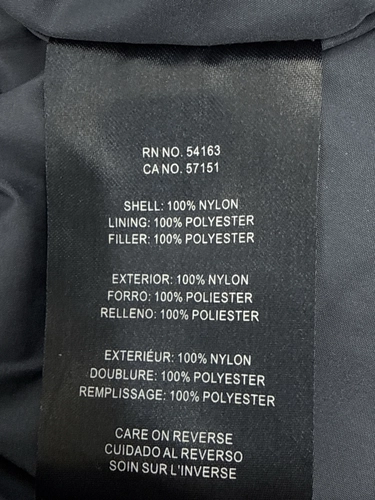 RN NO. 54163
CA NO. 57151
SHELL: 100% NYLON
LINING: 100% POLYESTER
FILLER: 100% POLYESTER
EXTERIOR: 100% NYLON
FORRO: 100% POLIESTER
RELLENO: 100% POLIESTER
EXTERIÉUR: 100% NYLON
DOUBLURE: 100% POLYESTER
REMPLISSAGE: 100% POLYESTER
CARE ON REVERSE
CUIDADO AL REVERSO
SOIN SUR L'INVERSE